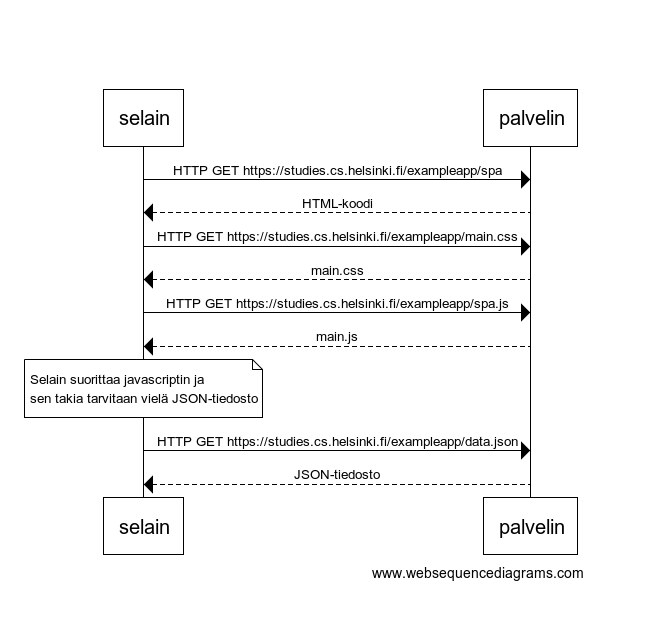 selain
palvelin
HTTP GET https://studies.cs.helsinki.fi/exampleapp/spa
HTML-koodi
HTTP GET https://studies.cs.helsinki.fi/exampleapp/main.css
main.css
HTTP GET https://studies.cs.helsinki.fi/exampleapp/spa.js
main.js
Selain suorittaa javascriptin ja
sen takia tarvitaan vielä JSON-tiedosto
HTTP GET https://studies.cs.helsinki.fi/exampleapp/data.json
JSON-tiedosto
selain
palvelin
www.websequencediagrams.com